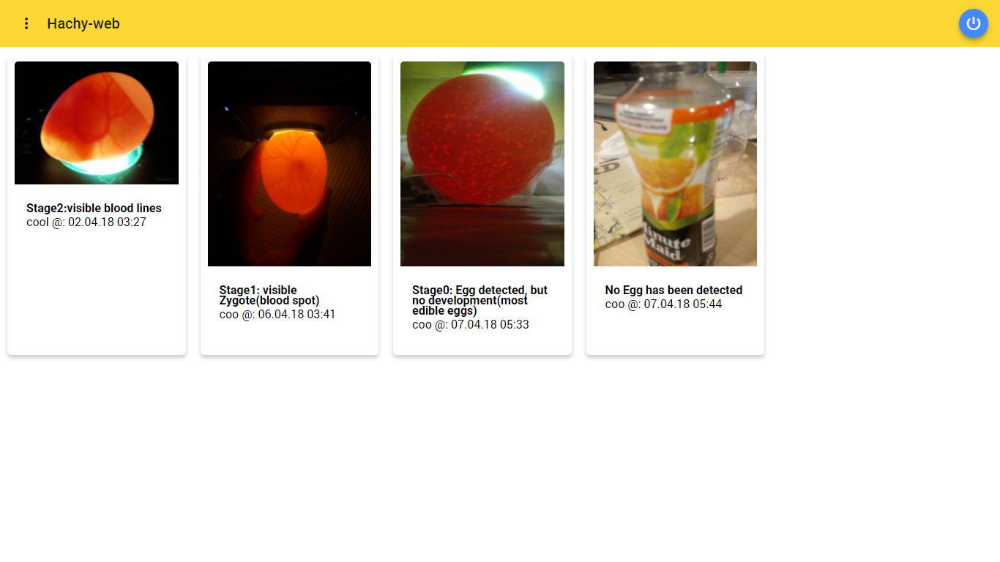 Hachy-web
Stage2:visible blood lines
cool @: 02.04.18 03:27
Stage1: visible
Zygote(blood spot)
coo @: 06.04.18 03:41
Stage0: Egg detected, but
no development(most
edible eggs)
coo @: 07.04.18 05:33
Minute
Maid
No Egg has been detected
coo @: 07.04.18 05:44